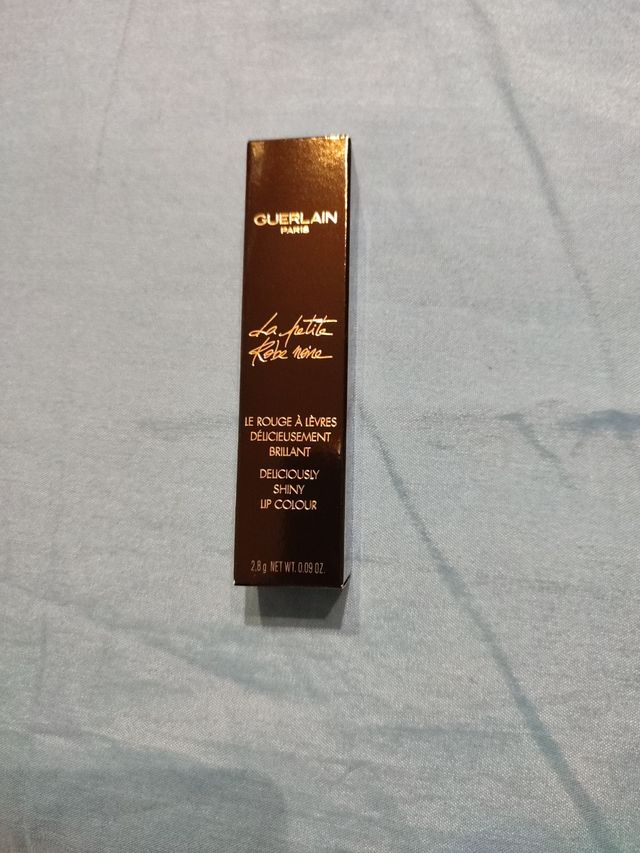 GUERLAIN
PARIS
La petite
Robe noire
LE ROUGE À LÈVRES
DÉLICIEUSEMENT
BRILLANT
DELICIOUSLY
SHINY
LIP COLOUR
2,8 g NET WT. 0.09 OZ.